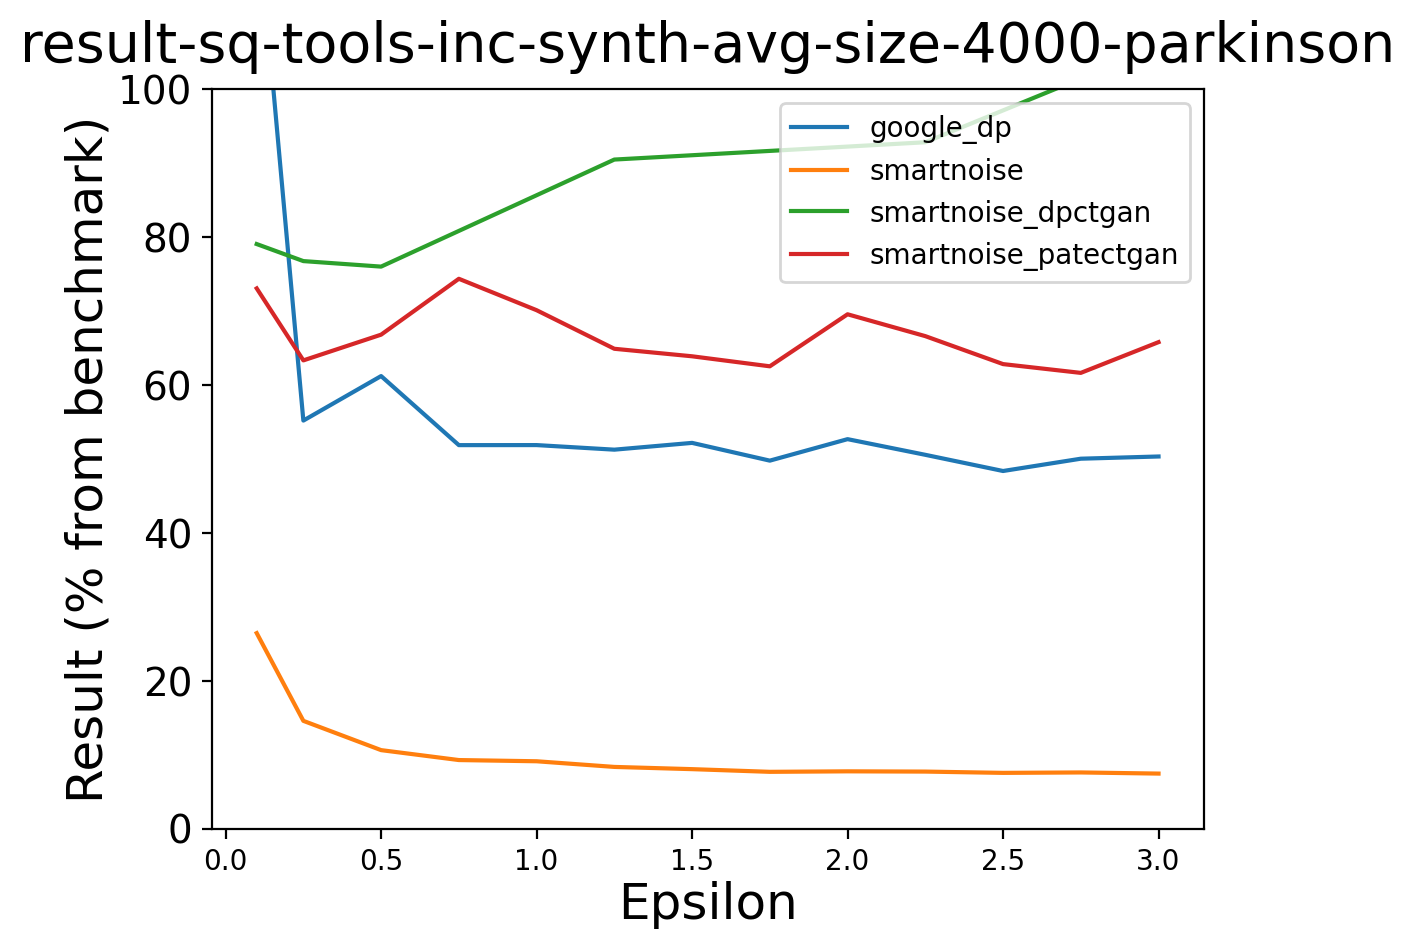 result-sq-tools-inc-synth-avg-size-4000-parkinson
Result (% from benchmark)
100
80
60
40
20
0
google_dp
smartnoise
smartnoise_dpctgan
smartnoise_patectgan
0.0 0.5 1.0 1.5 2.0 2.5 3.0
Epsilon